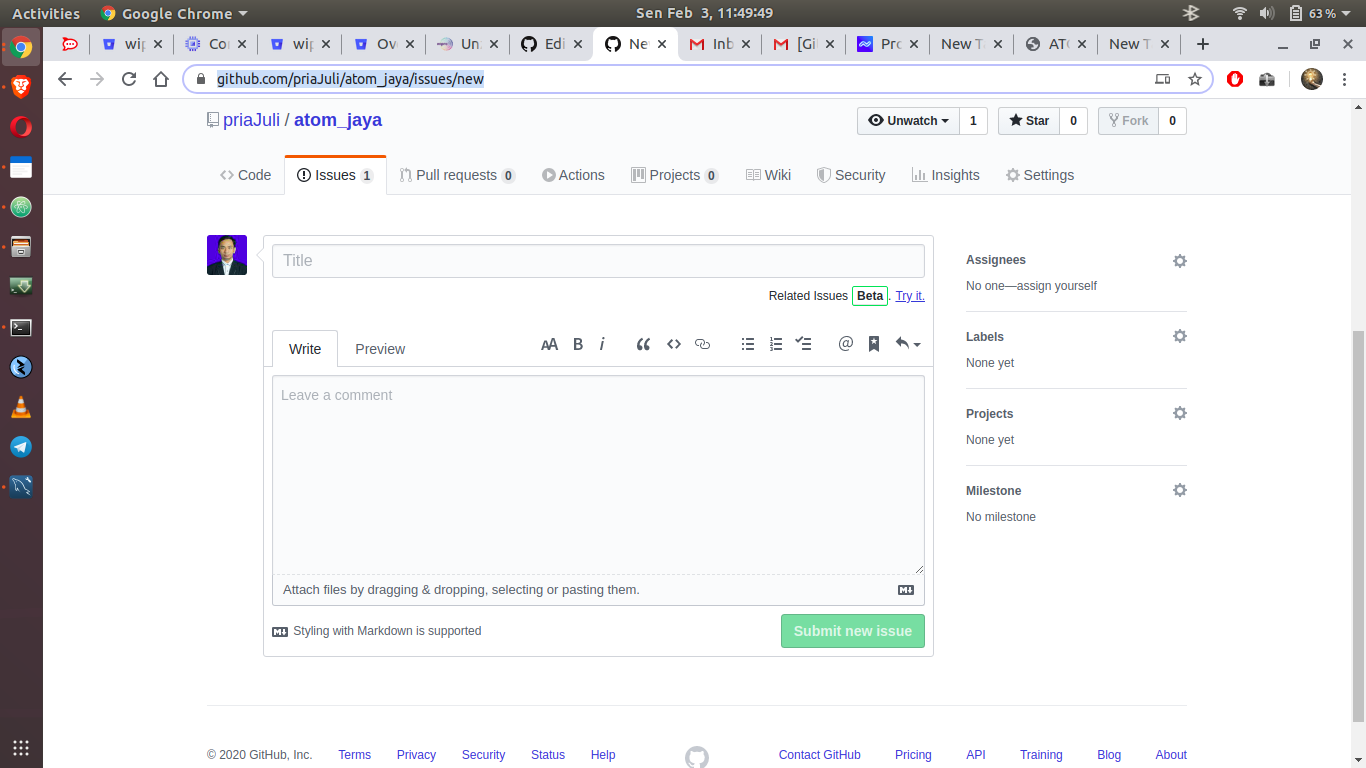 Activities Google Chrome Sen Feb 3, 11:49:49 63 %
wip Con wip Ov Un Edi Ne Inb [Gi Pro New T ATC New T
github.com/priaJuli/atom_jaya/issues/new
priaJuli / atom_jaya Unwatch 1 Star 0 Fork 0
Code Issues 1 Pull requests 0 Actions Projects 0 Wiki Security Insights Settings
Title
Related Issues Beta . Try it.
Write Preview
Leave a comment
Attach files by dragging & dropping, selecting or pasting them.
Styling with Markdown is supported Submit new issue
Assignees
No one—assign yourself
Labels
None yet
Projects
None yet
Milestone
No milestone
© 2020 GitHub, Inc. Terms Privacy Security Status Help Contact GitHub Pricing API Training Blog About